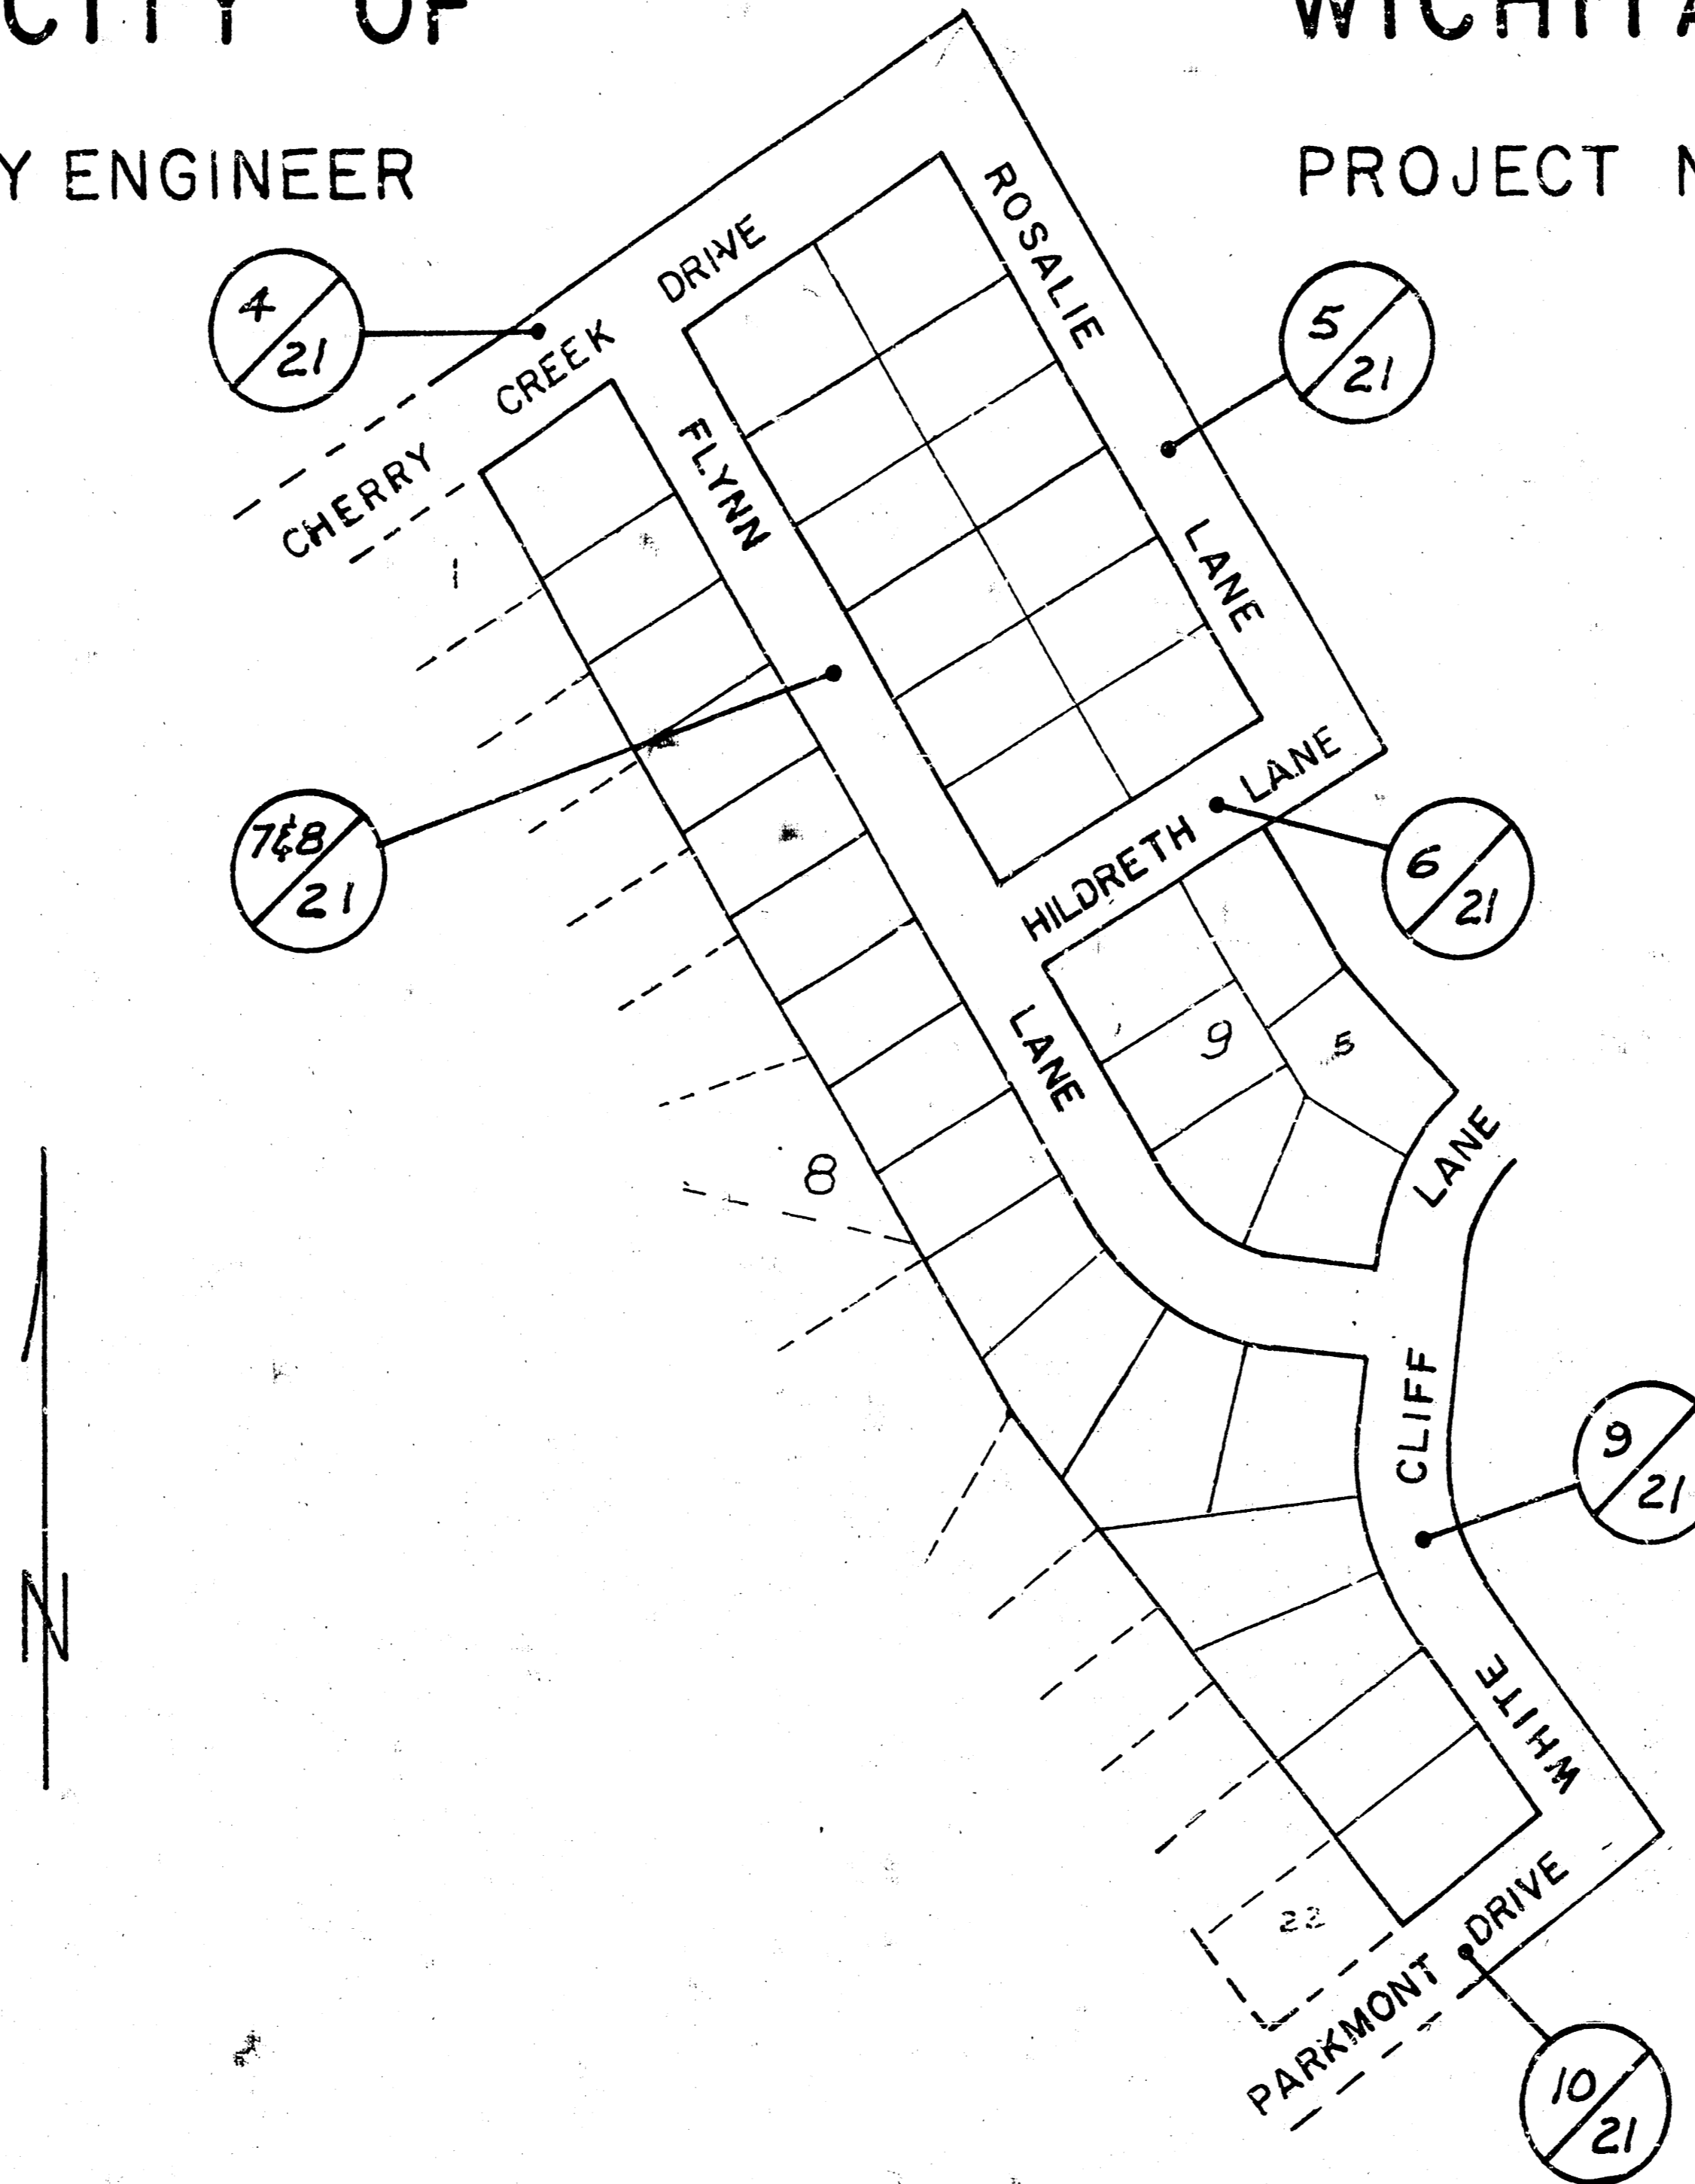 CITY OF WICHITA
Y ENGINEER
PROJECT N
4
21
5
21
CHERRY CREEK DRIVE
ROSALIE LANE
FLYNN LANE
1
7&8
21
HILDRETH LANE
6
21
9
5
8
WHITE CLIFF LANE
9
21
N
22
PARKMONT DRIVE
10
21